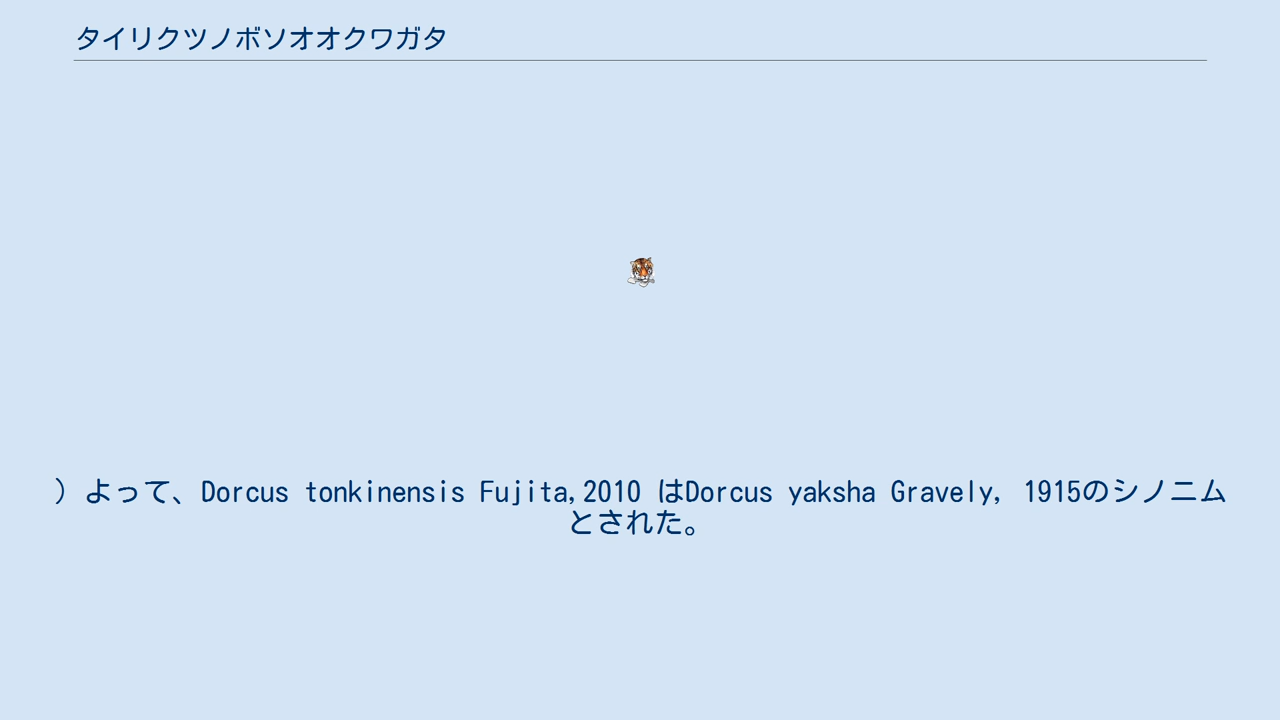 タイリクツノボソオオクワガタ
）よって、Dorcus tonkinensis Fujita,2010 はDorcus yaksha Gravely, 1915のシノニム
とされた。